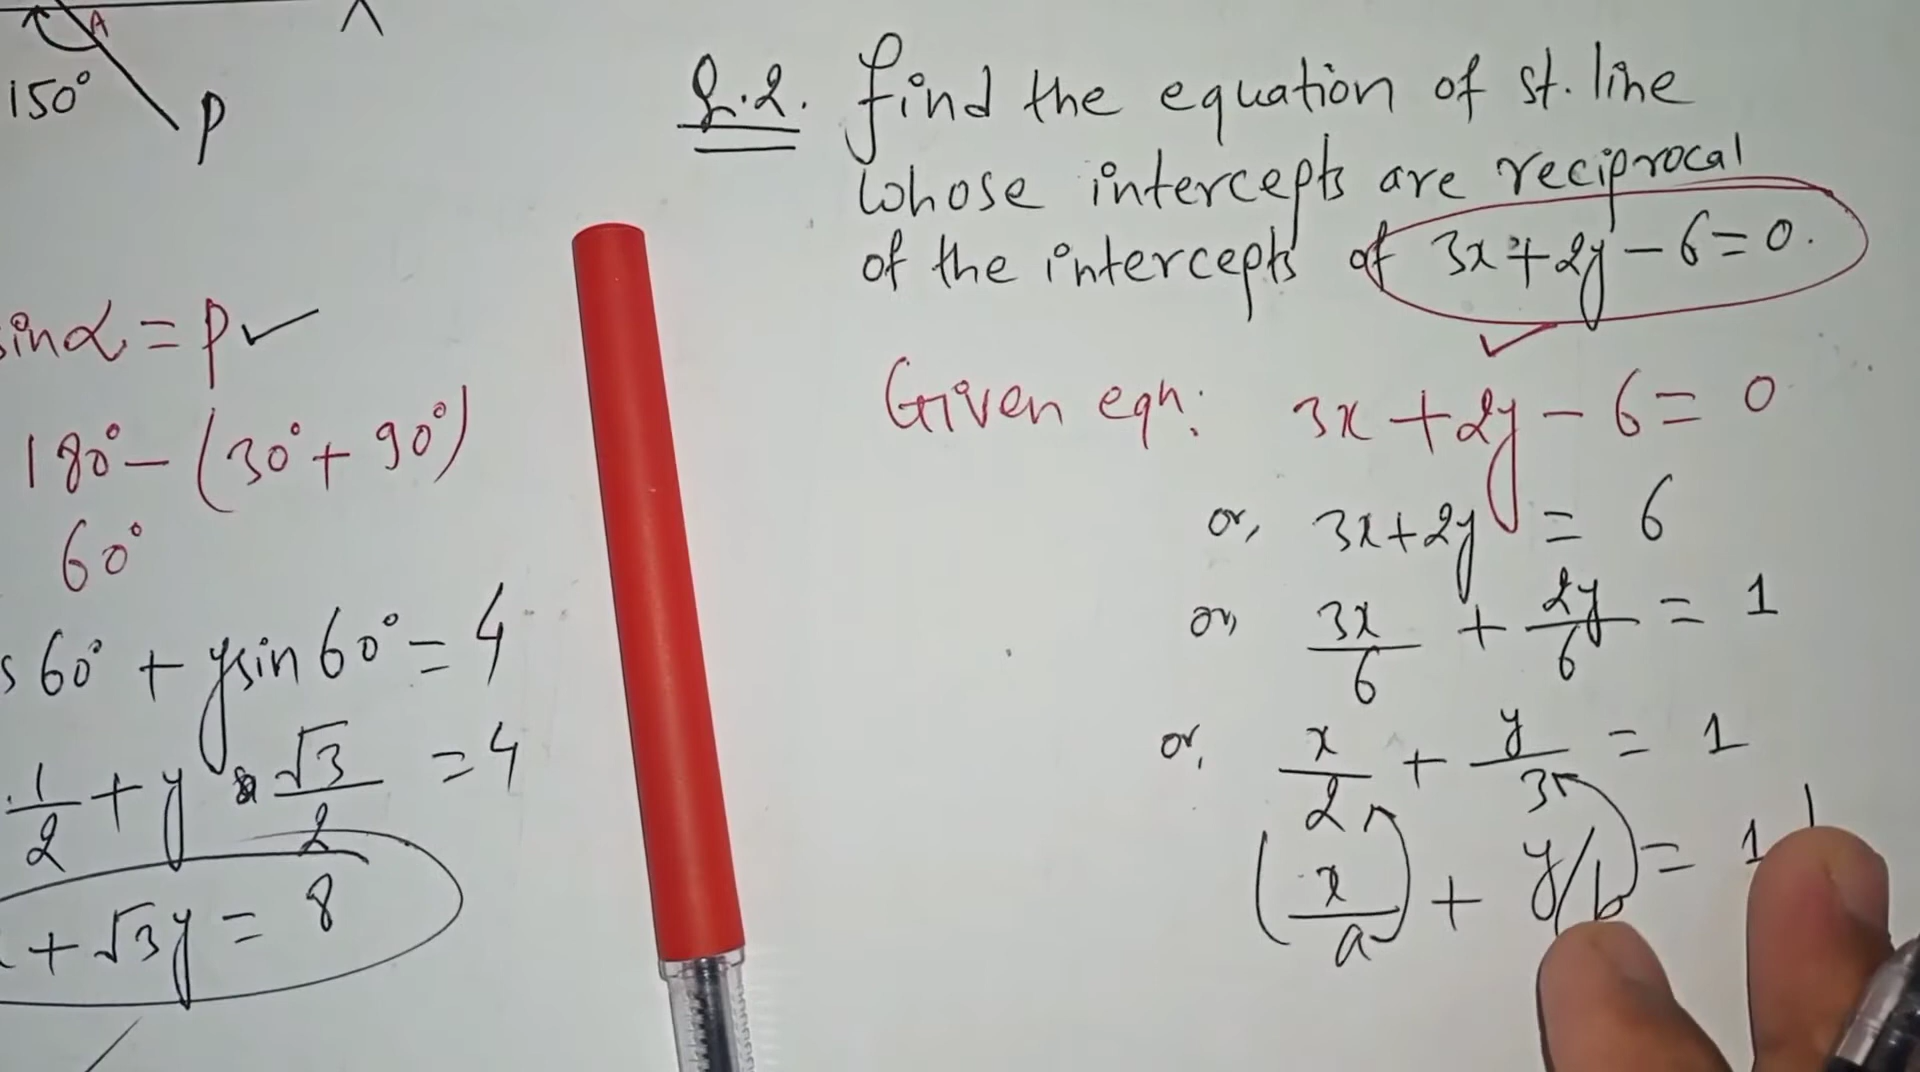 A
150°
P
sinα = P
180° - (30° + 90°)
60°
s 60° + y sin 60° = 4
1/2 + y √3/2 = 4
+ √3y = 8
Q.2. find the equation of st. line
whose intercepts are reciprocal
of the intercepts of 3x + 2y - 6 = 0.
Given eqn: 3x + 2y - 6 = 0
or, 3x + 2y = 6
or, 3x/6 + 2y/6 = 1
or, x/2 + y/3 = 1
(x/a) + y/b = 1